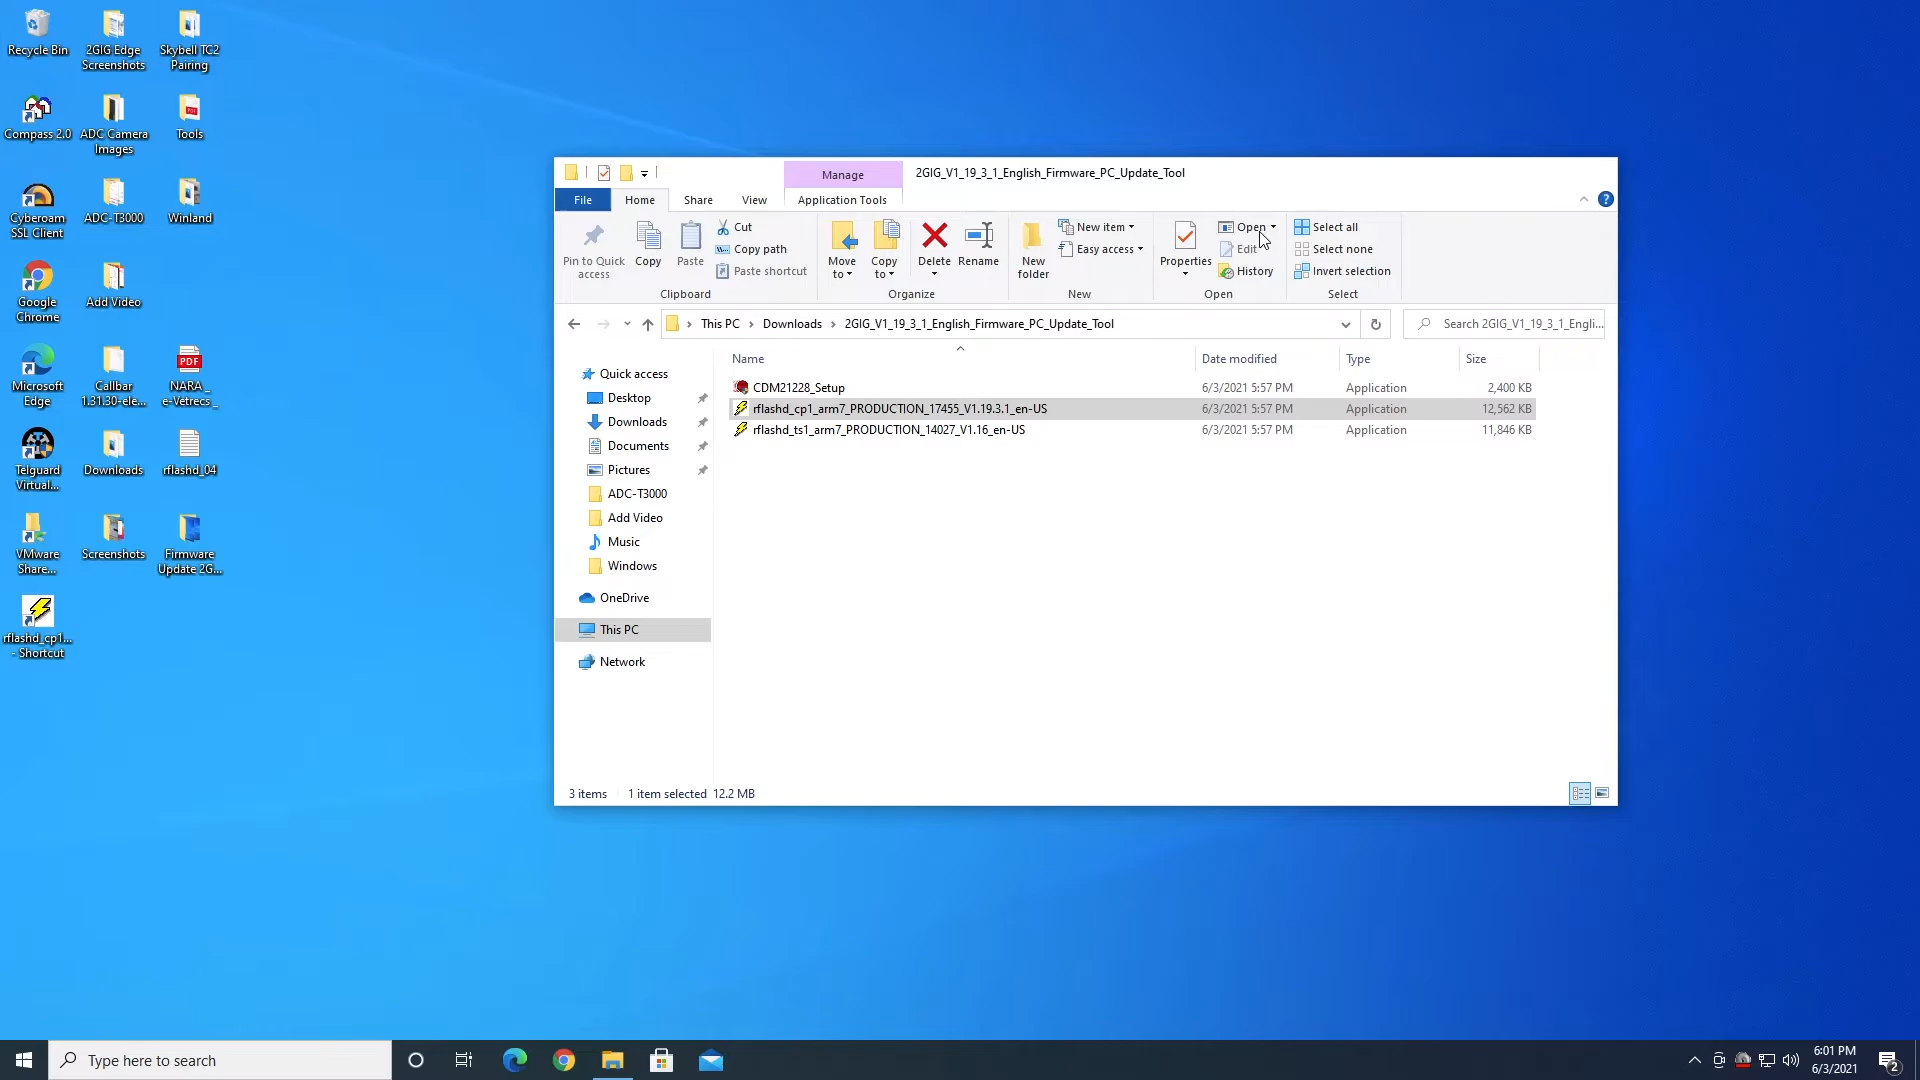 Recycle Bin
2GIG Edge
Screenshots
Skybell TC2
Pairing
Compass 2.0
ADC Camera
Images
Tools
Cyberoam
SSL Client
ADC-T3000
Winland
Google
Chrome
Add Video
Microsoft
Edge
Callbar
1.31.30-ele...
PDF
NARA _
e-Vetrecs _
Telguard
Virtual...
Downloads
rflashd_04
VMware
Share...
Screenshots
Firmware
Update 2G...
rflashd_cp1...
- Shortcut
Manage
2GIG_V1_19_3_1_English_Firmware_PC_Update_Tool
File
Home
Share
View
Application Tools
Pin to Quick
access
Copy
Paste
Cut
Copy path
Paste shortcut
Clipboard
Move
to
Copy
to
Delete
Rename
Organize
New
folder
New item
Easy access
New
Properties
Open
Edit
History
Open
Select all
Select none
Invert selection
Select
This PC
Downloads
2GIG_V1_19_3_1_English_Firmware_PC_Update_Tool
Search 2GIG_V1_19_3_1_Engli...
Name
Date modified
Type
Size
CDM21228_Setup
6/3/2021 5:57 PM
Application
2,400 KB
rflashd_cp1_arm7_PRODUCTION_17455_V1.19.3.1_en-US
6/3/2021 5:57 PM
Application
12,562 KB
rflashd_ts1_arm7_PRODUCTION_14027_V1.16_en-US
6/3/2021 5:57 PM
Application
11,846 KB
Quick access
Desktop
Downloads
Documents
Pictures
ADC-T3000
Add Video
Music
Windows
OneDrive
This PC
Network
3 items
1 item selected 12.2 MB
Type here to search
6:01 PM
6/3/2021
2